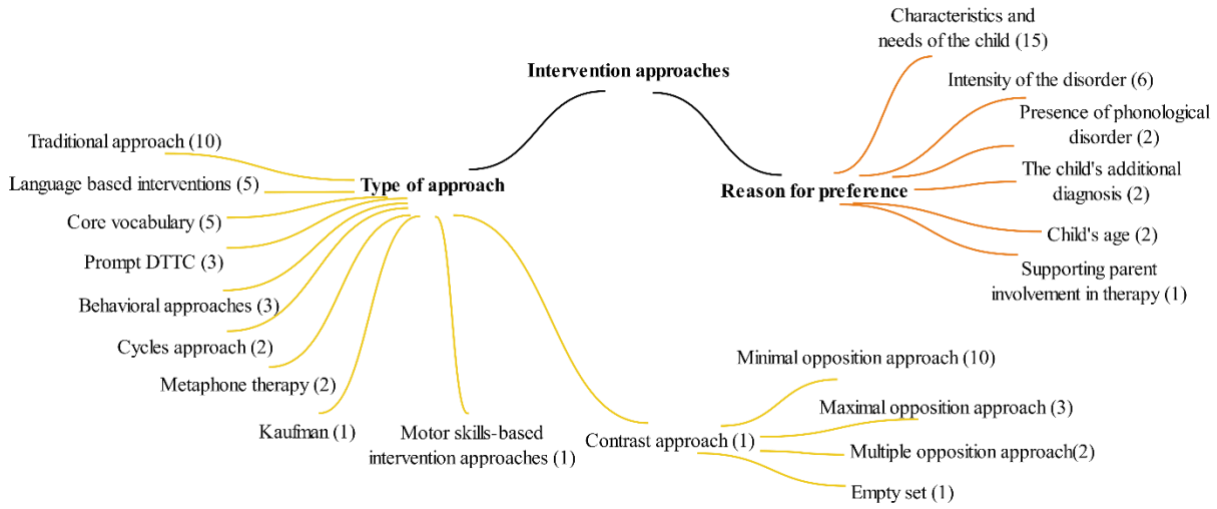 Intervention approaches
Type of approach
Traditional approach (10)
Language based interventions (5)
Core vocabulary (5)
Prompt DTTC (3)
Behavioral approaches (3)
Cycles approach (2)
Metaphone therapy (2)
Kaufman (1)
Motor skills-based
intervention approaches (1)
Contrast approach (1)
Minimal opposition approach (10)
Maximal opposition approach (3)
Multiple opposition approach(2)
Empty set (1)
Reason for preference
Characteristics and
needs of the child (15)
Intensity of the disorder (6)
Presence of phonological
disorder (2)
The child's additional
diagnosis (2)
Child's age (2)
Supporting parent
involvement in therapy (1)